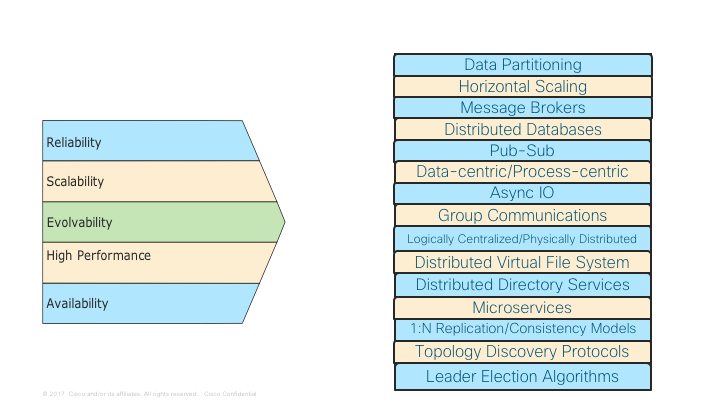 Reliability
Scalability
Evolvability
High Performance
Availability
Data Partitioning
Horizontal Scaling
Message Brokers
Distributed Databases
Pub-Sub
Data-centric/Process-centric
Async IO
Group Communications
Logically Centralized/Physically Distributed
Distributed Virtual File System
Distributed Directory Services
Microservices
1:N Replication/Consistency Models
Topology Discovery Protocols
Leader Election Algorithms
© 2017 Cisco and/or its affiliates. All rights reserved. Cisco Confidential